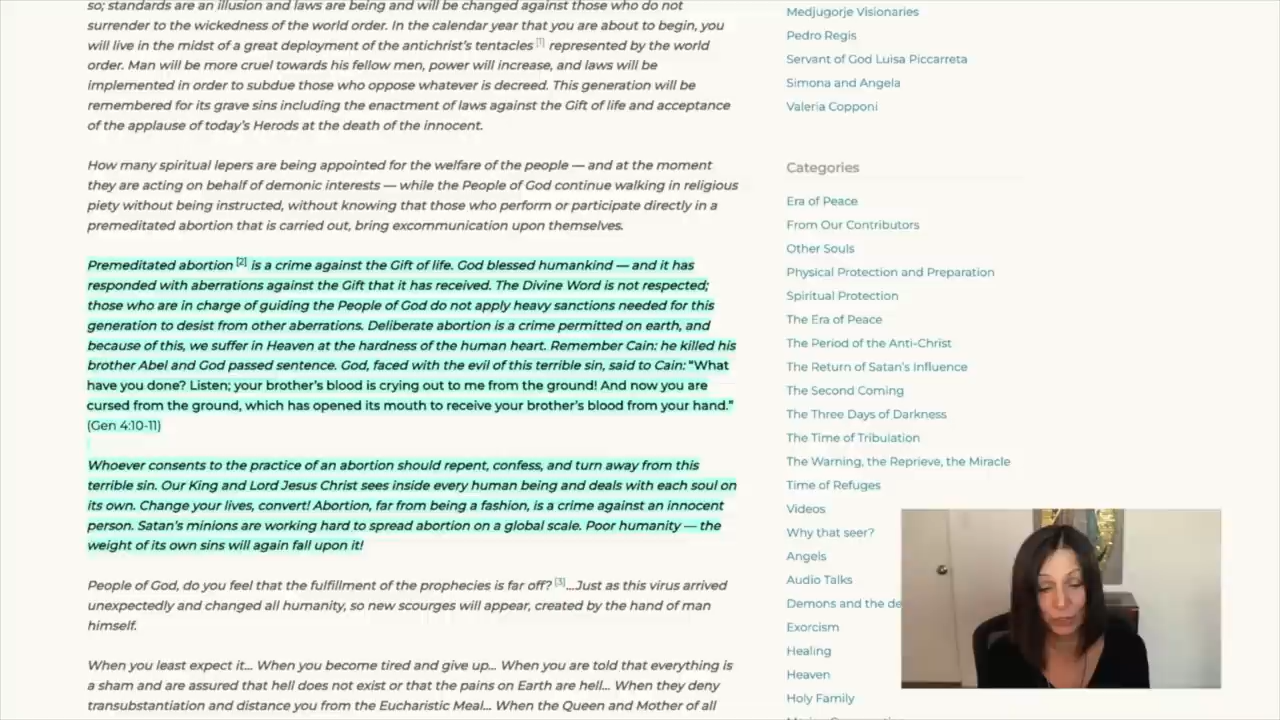 so; standards are an illusion and laws are being and will be changed against those who do not
surrender to the wickedness of the world order. In the calendar year that you are about to begin, you
will live in the midst of a great deployment of the antichrist's tentacles [1] represented by the world
order. Man will be more cruel towards his fellow men, power will increase, and laws will be
implemented in order to subdue those who oppose whatever is decreed. This generation will be
remembered for its grave sins including the enactment of laws against the Gift of life and acceptance
of the applause of today's Herods at the death of the innocent.
How many spiritual lepers are being appointed for the welfare of the people — and at the moment
they are acting on behalf of demonic interests — while the People of God continue walking in religious
piety without being instructed, without knowing that those who perform or participate directly in a
premeditated abortion that is carried out, bring excommunication upon themselves.
Premeditated abortion [2] is a crime against the Gift of life. God blessed humankind — and it has
responded with aberrations against the Gift that it has received. The Divine Word is not respected;
those who are in charge of guiding the People of God do not apply heavy sanctions needed for this
generation to desist from other aberrations. Deliberate abortion is a crime permitted on earth, and
because of this, we suffer in Heaven at the hardness of the human heart. Remember Cain: he killed his
brother Abel and God passed sentence. God, faced with the evil of this terrible sin, said to Cain: "What
have you done? Listen; your brother's blood is crying out to me from the ground! And now you are
cursed from the ground, which has opened its mouth to receive your brother's blood from your hand."
(Gen 4:10-11)
Whoever consents to the practice of an abortion should repent, confess, and turn away from this
terrible sin. Our King and Lord Jesus Christ sees inside every human being and deals with each soul on
its own. Change your lives, convert! Abortion, far from being a fashion, is a crime against an innocent
person. Satan's minions are working hard to spread abortion on a global scale. Poor humanity — the
weight of its own sins will again fall upon it!
People of God, do you feel that the fulfillment of the prophecies is far off? [3]...Just as this virus arrived
unexpectedly and changed all humanity, so new scourges will appear, created by the hand of man
himself.
When you least expect it... When you become tired and give up... When you are told that everything is
a sham and are assured that hell does not exist or that the pains on Earth are hell... When they deny
transubstantiation and distance you from the Eucharistic Meal... When the Queen and Mother of all
Medjugorje Visionaries
Pedro Regis
Servant of God Luisa Piccarreta
Simona and Angela
Valeria Copponi
Categories
Era of Peace
From Our Contributors
Other Souls
Physical Protection and Preparation
Spiritual Protection
The Era of Peace
The Period of the Anti-Christ
The Return of Satan's Influence
The Second Coming
The Three Days of Darkness
The Time of Tribulation
The Warning, the Reprieve, the Miracle
Time of Refuges
Videos
Why that seer?
Angels
Audio Talks
Demons and the de
Exorcism
Healing
Heaven
Holy Family